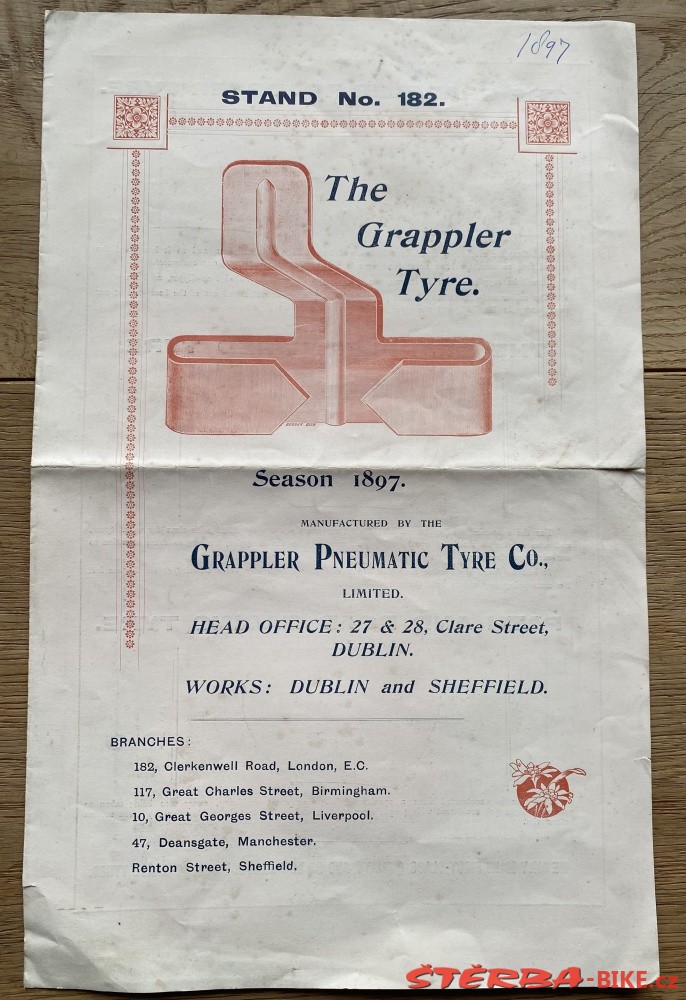 1897
STAND No. 182.
The
Grappler
Tyre.
Season 1897.
MANUFACTURED BY THE
GRAPPLER PNEUMATIC TYRE CO.,
LIMITED.
HEAD OFFICE: 27 & 28, Clare Street,
DUBLIN.
WORKS: DUBLIN and SHEFFIELD.
BRANCHES:
182, Clerkenwell Road, London, E.C.
117, Great Charles Street, Birmingham.
10, Great Georges Street, Liverpool.
47, Deansgate, Manchester.
Renton Street, Sheffield.
ŠTĚRBA-BIKE.cz